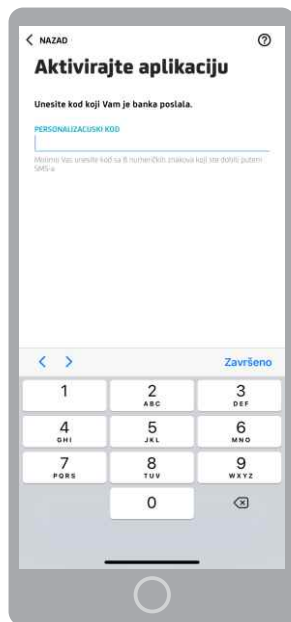 NAZAD
Aktivirajte aplikaciju
Unesite kod koji Vam je banka poslala.
PERSONALIZACIJSKI KOD
Molimo Vas unesite kod sa 8 numeričkih znakova koji ste dobili putem
SMS-a
Završeno
1 2 3
ABC DEF
4 5 6
GHI JKL MNO
7 8 9
PQRS TUV WXYZ
0